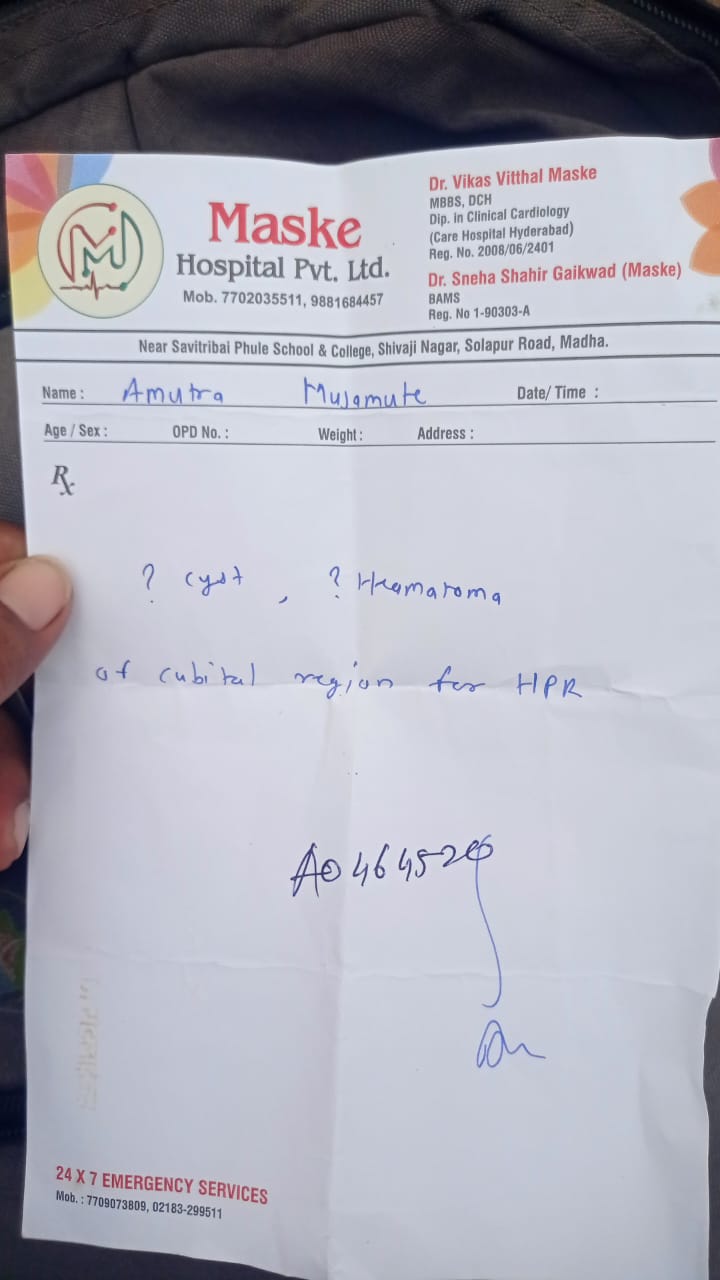 Maske
Hospital Pvt. Ltd.
Mob. 7702035511, 9881684457
Dr. Vikas Vitthal Maske
MBBS, DCH
Dip. in Clinical Cardiology
(Care Hospital Hyderabad)
Reg. No. 2008/06/2401
Dr. Sneha Shahir Gaikwad (Maske)
BAMS
Reg. No 1-90303-A
Near Savitribai Phule School & College, Shivaji Nagar, Solapur Road, Madha.
Name : Amutra Mujamute Date/ Time :
Age / Sex : OPD No. : Weight : Address :
Rx
? cyst , ? Heamaroma
of cubital region for HPR
24 X 7 EMERGENCY SERVICES
Mob. : 7709073809, 02183-299511